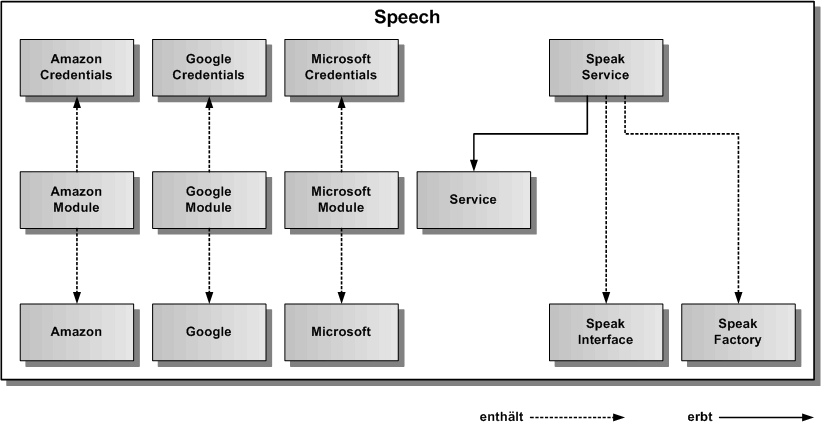 Speech
Amazon
Credentials
Google
Credentials
Microsoft
Credentials
Speak
Service
Amazon
Module
Google
Module
Microsoft
Module
Service
Amazon
Google
Microsoft
Speak
Interface
Speak
Factory
enthält
erbt